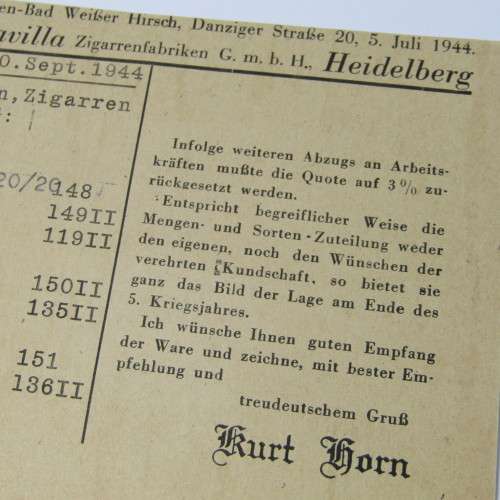 en-Bad Weißer Hirsch, Danziger Straße 20, 5. Juli 1944.
avilla Zigarrenfabriken G. m. b. H., Heidelberg
0.Sept.1944
n,Zigarren
:
20/20 148
149II
119II
150II
135II
151
136II
Infolge weiteren Abzugs an Arbeits-
kräften mußte die Quote auf 3% zu-
rückgesetzt werden.
Entspricht begreiflicher Weise die
Mengen- und Sorten-Zuteilung weder
den eigenen, noch den Wünschen der
verehrten Kundschaft, so bietet sie
ganz das Bild der Lage am Ende des
5. Kriegsjahres.
Ich wünsche Ihnen guten Empfang
der Ware und zeichne, mit bester Em-
pfehlung und
treudeutschem Gruß
Kurt Horn